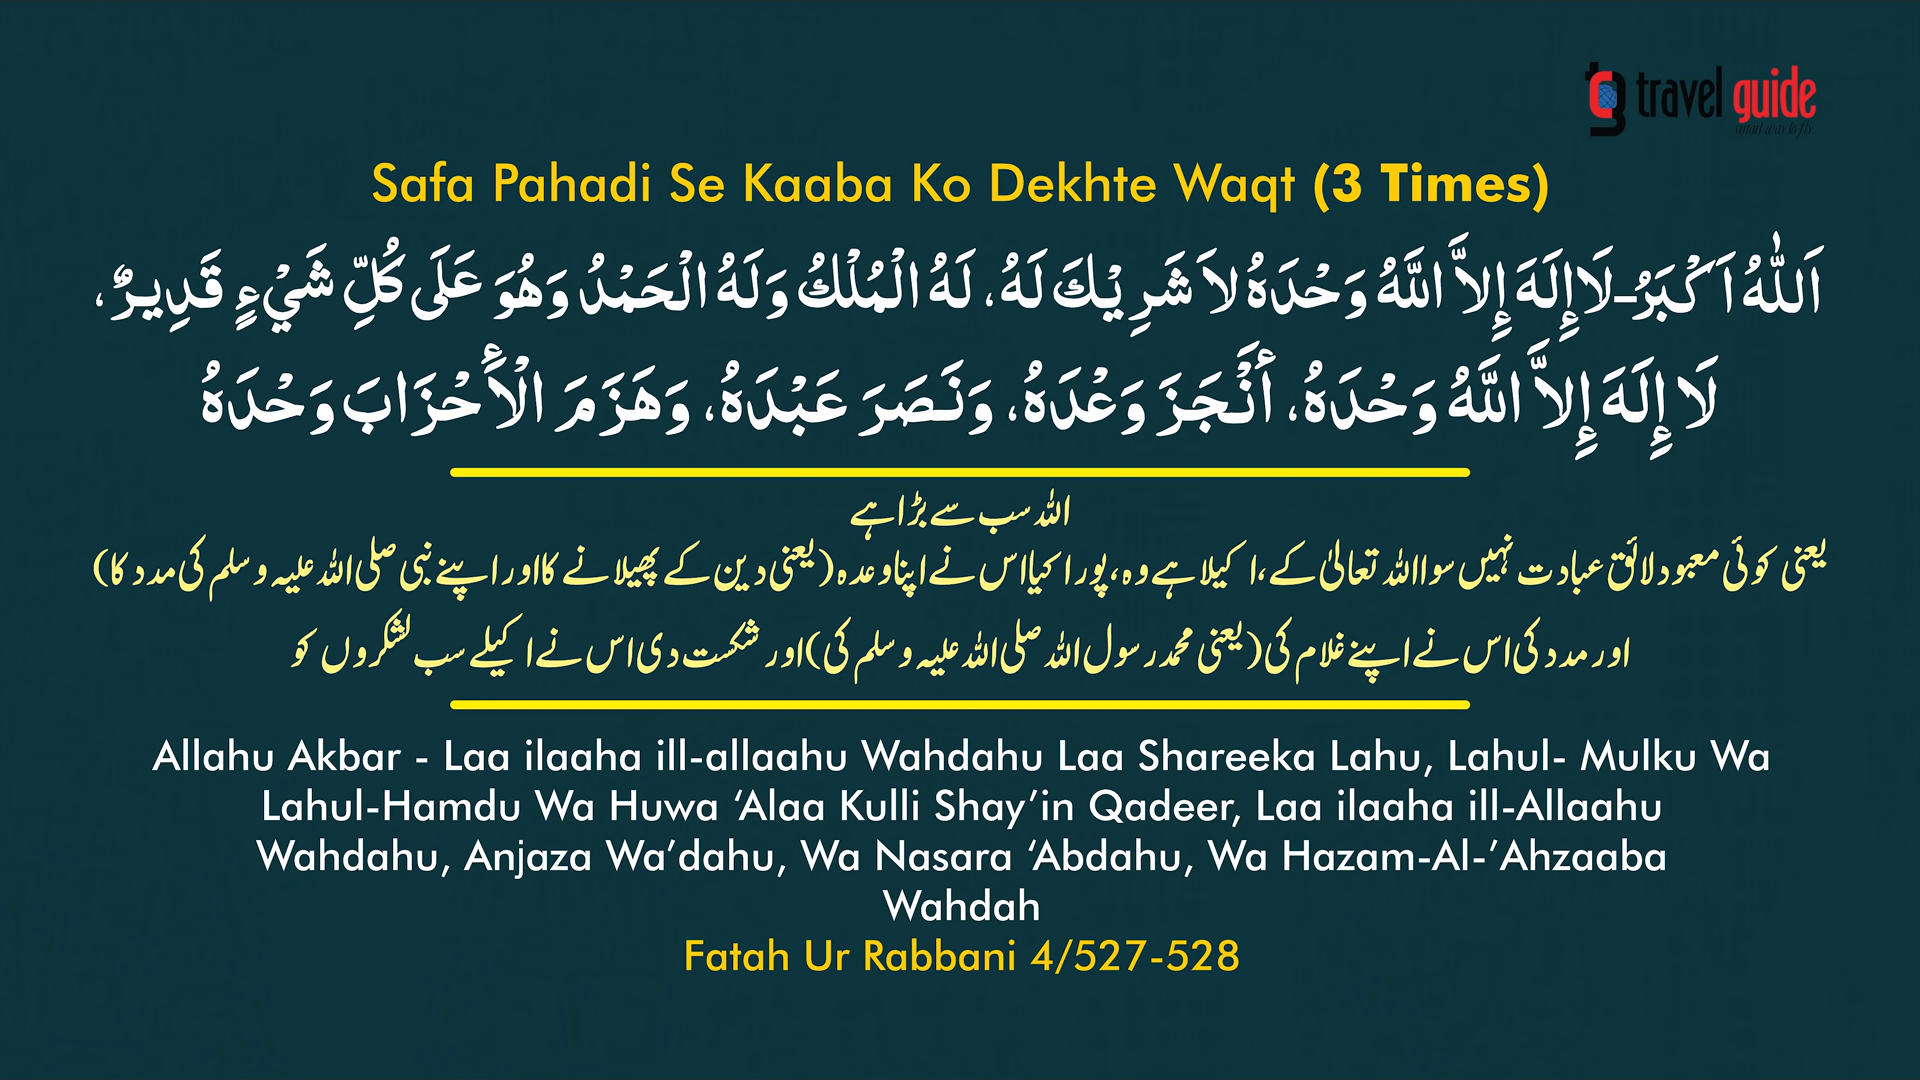 travel guide
smart way to fly
Safa Pahadi Se Kaaba Ko Dekhte Waqt (3 Times)
اَللّٰهُ اَكْبَرُ-لَا إِلَهَ إِلاَّ اللَّهُ وَحْدَهُ لاَ شَرِيْكَ لَهُ، لَهُ الْمُلْكُ وَلَهُ الْحَمْدُ وَهُوَ عَلَى كُلِّ شَيْءٍ قَدِيرٌ،
لَا إِلَهَ إِلاَّ اللَّهُ وَحْدَهُ، أَنْجَزَ وَعْدَهُ، وَنَصَرَ عَبْدَهُ، وَهَزَمَ الْأَحْزَابَ وَحْدَهُ
اللہ سب سے بڑا ہے
یعنی کوئی معبود لائق عبادت نہیں سوا اللہ تعالیٰ کے، اکیلا ہے وہ، پورا کیا اس نے اپنا وعدہ (یعنی دین کے پھیلانے کا اور اپنے نبی صلی اللہ علیہ وسلم کی مدد کا)
اور مدد کی اس نے اپنے غلام کی (یعنی محمد رسول اللہ صلی اللہ علیہ وسلم کی) اور شکست دی اس نے اکیلے سب لشکروں کو
Allahu Akbar - Laa ilaaha ill-allaahu Wahdahu Laa Shareeka Lahu, Lahul- Mulku Wa
Lahul-Hamdu Wa Huwa ‘Alaa Kulli Shay’in Qadeer, Laa ilaaha ill-Allaahu
Wahdahu, Anjaza Wa’dahu, Wa Nasara ‘Abdahu, Wa Hazam-Al-’Ahzaaba
Wahdah
Fatah Ur Rabbani 4/527-528